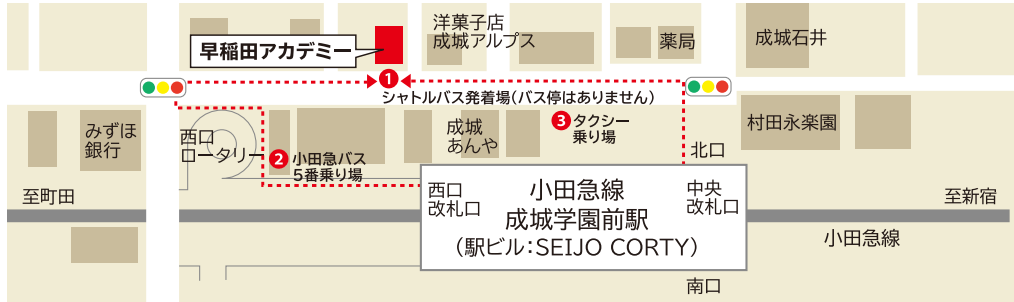 洋菓子店
成城アルプス
薬局
成城石井
早稲田アカデミー
1
シャトルバス発着場(バス停はありません)
みずほ
銀行
西口
ロータリー
2 小田急バス
5番乗り場
成城
あんや
3 タクシー
乗り場
村田永楽園
北口
西口
改札口
小田急線
成城学園前駅
(駅ビル:SEIJO CORTY)
中央
改札口
至町田
至新宿
小田急線
南口